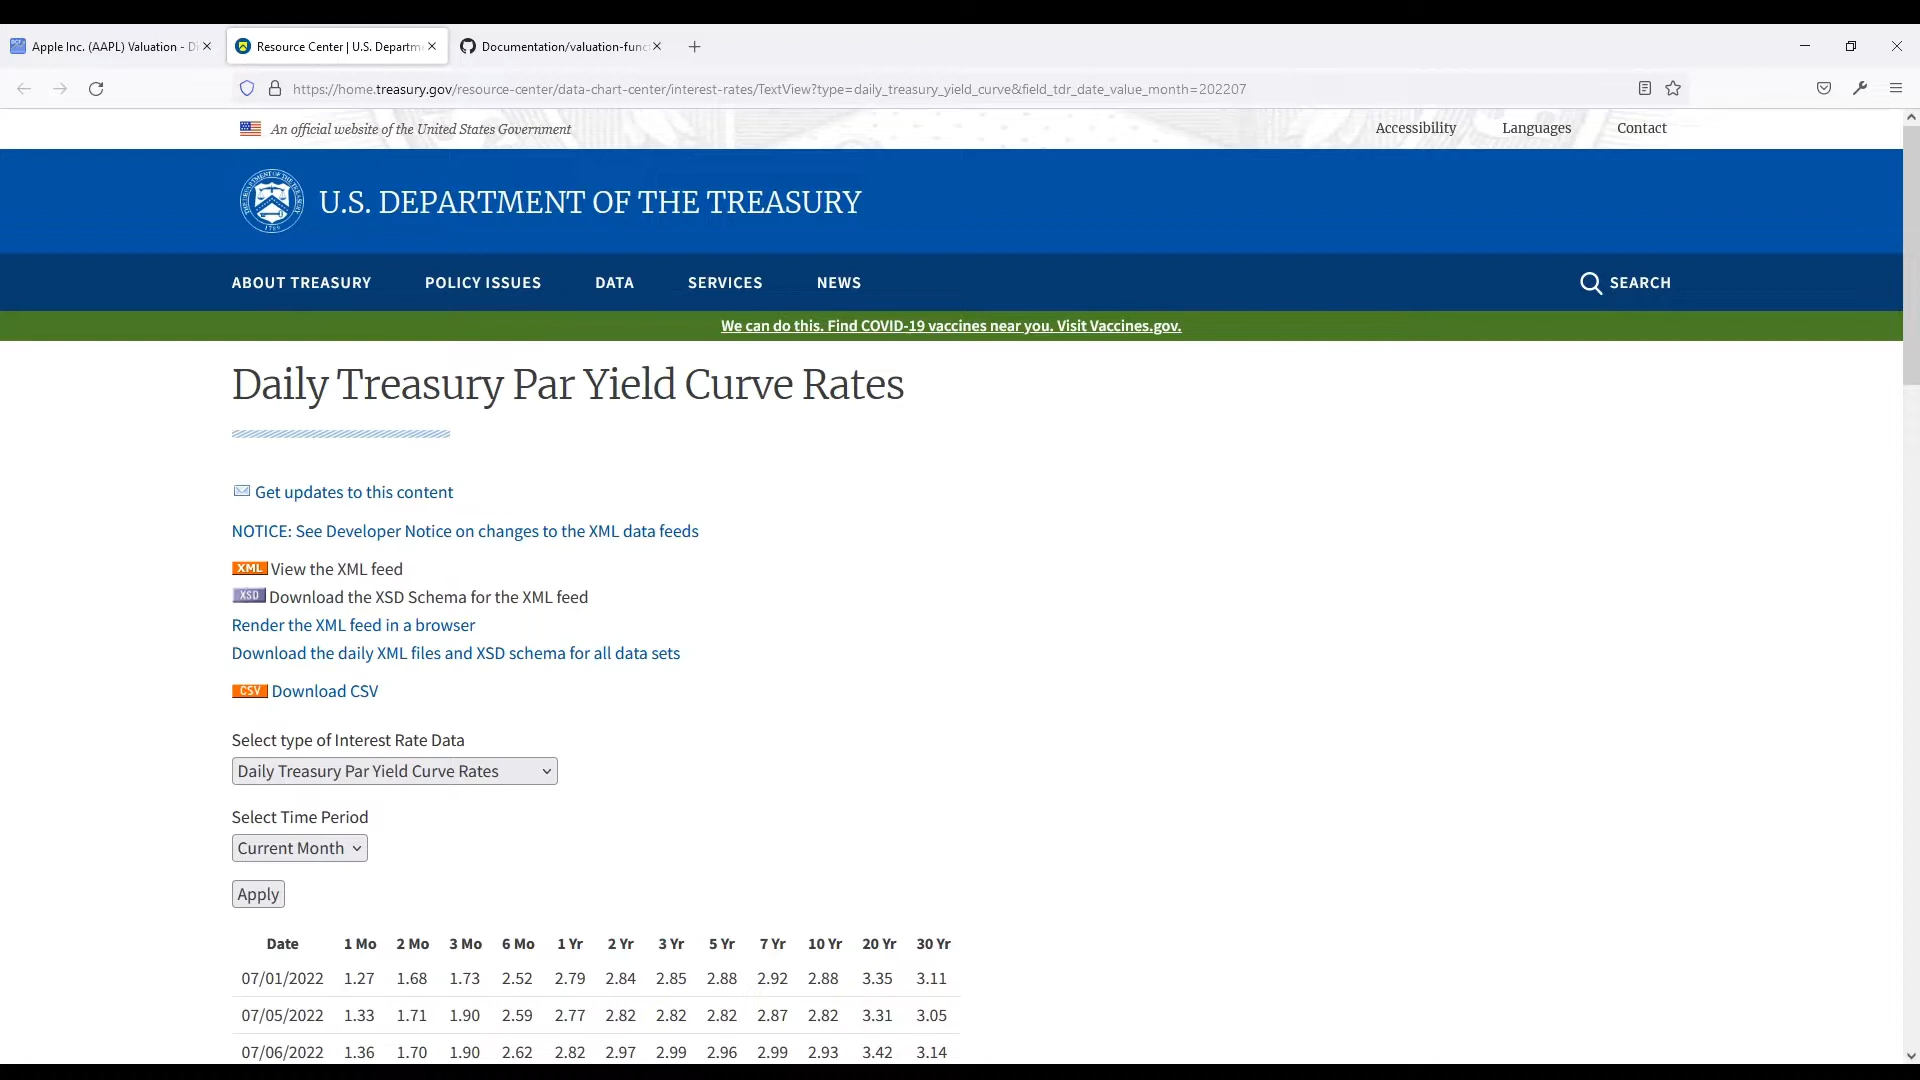 Apple Inc. (AAPL) Valuation - Di
Resource Center | U.S. Departme
Documentation/valuation-func
https://home.treasury.gov/resource-center/data-chart-center/interest-rates/TextView?type=daily_treasury_yield_curve&field_tdr_date_value_month=202207
An official website of the United States Government
Accessibility
Languages
Contact
U.S. DEPARTMENT OF THE TREASURY
ABOUT TREASURY
POLICY ISSUES
DATA
SERVICES
NEWS
SEARCH
We can do this. Find COVID-19 vaccines near you. Visit Vaccines.gov.
Daily Treasury Par Yield Curve Rates
Get updates to this content
NOTICE: See Developer Notice on changes to the XML data feeds
XML View the XML feed
XSD Download the XSD Schema for the XML feed
Render the XML feed in a browser
Download the daily XML files and XSD schema for all data sets
CSV Download CSV
Select type of Interest Rate Data
Daily Treasury Par Yield Curve Rates
Select Time Period
Current Month
Apply
Date 1 Mo 2 Mo 3 Mo 6 Mo 1 Yr 2 Yr 3 Yr 5 Yr 7 Yr 10 Yr 20 Yr 30 Yr
07/01/2022 1.27 1.68 1.73 2.52 2.79 2.84 2.85 2.88 2.92 2.88 3.35 3.11
07/05/2022 1.33 1.71 1.90 2.59 2.77 2.82 2.82 2.82 2.87 2.82 3.31 3.05
07/06/2022 1.36 1.70 1.90 2.62 2.82 2.97 2.99 2.96 2.99 2.93 3.42 3.14